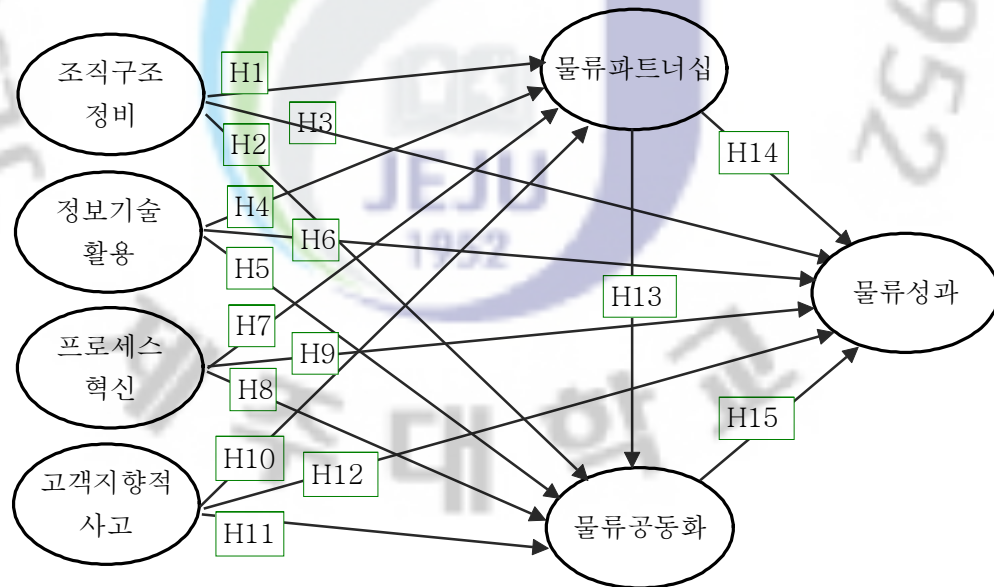 조직구조
정비
정보기술
활용
프로세스
혁신
고객지향적
사고
물류파트너십
물류공동화
물류성과
H1
H2
H3
H4
H5
H6
H7
H8
H9
H10
H11
H12
H13
H14
H15
JEJU
1952
952